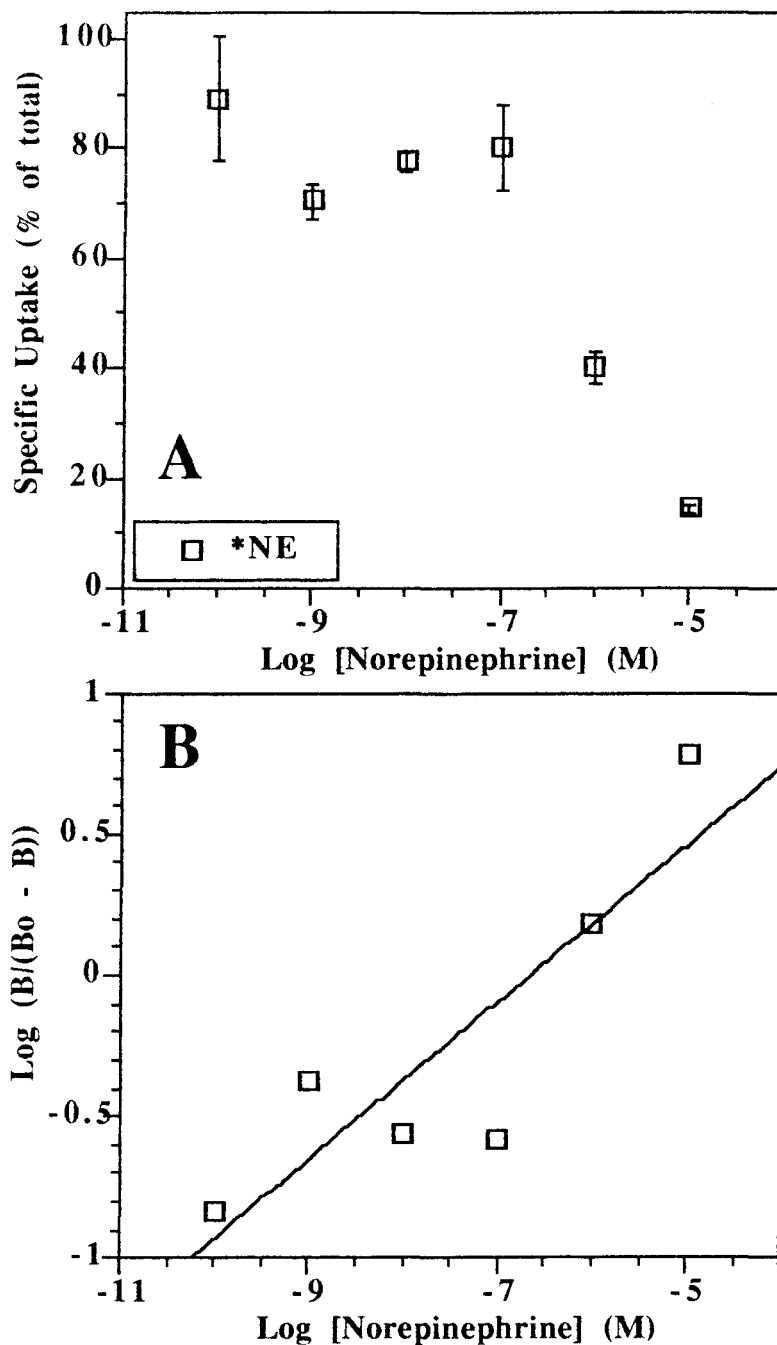 100
80
60
40
20
0
Specific Uptake (% of total)
A
*NE
-11
-9
-7
-5
Log [Norepinephrine] (M)
1
0.5
0
-0.5
-1
Log (B/(Bo - B))
B
-11
-9
-7
-5
Log [Norepinephrine] (M)